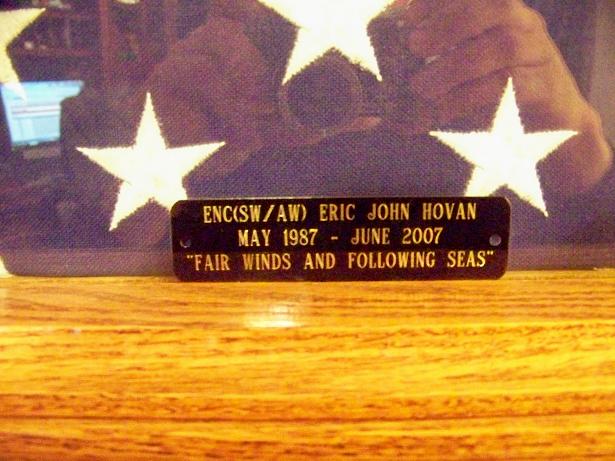 ENC(SW/AW) ERIC JOHN HOVAN
MAY 1987 - JUNE 2007
"FAIR WINDS AND FOLLOWING SEAS"